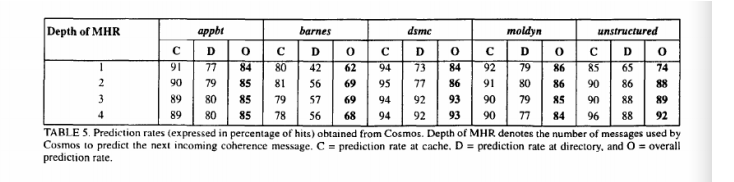 Depth of MHR appbt barnes dsmc moldyn unstructured
C D O C D O C D O C D O C D O
1 91 77 84 80 42 62 94 73 84 92 79 86 85 65 74
2 90 79 85 81 56 69 95 77 86 91 80 86 90 86 88
3 89 80 85 79 57 69 94 92 93 90 79 85 90 88 89
4 89 80 85 78 56 68 94 92 93 90 77 84 96 88 92
TABLE 5. Prediction rates (expressed in percentage of hits) obtained from Cosmos. Depth of MHR denotes the number of messages used by
Cosmos to predict the next incoming coherence message. C = prediction rate at cache, D = prediction rate at directory, and O = overall
prediction rate.